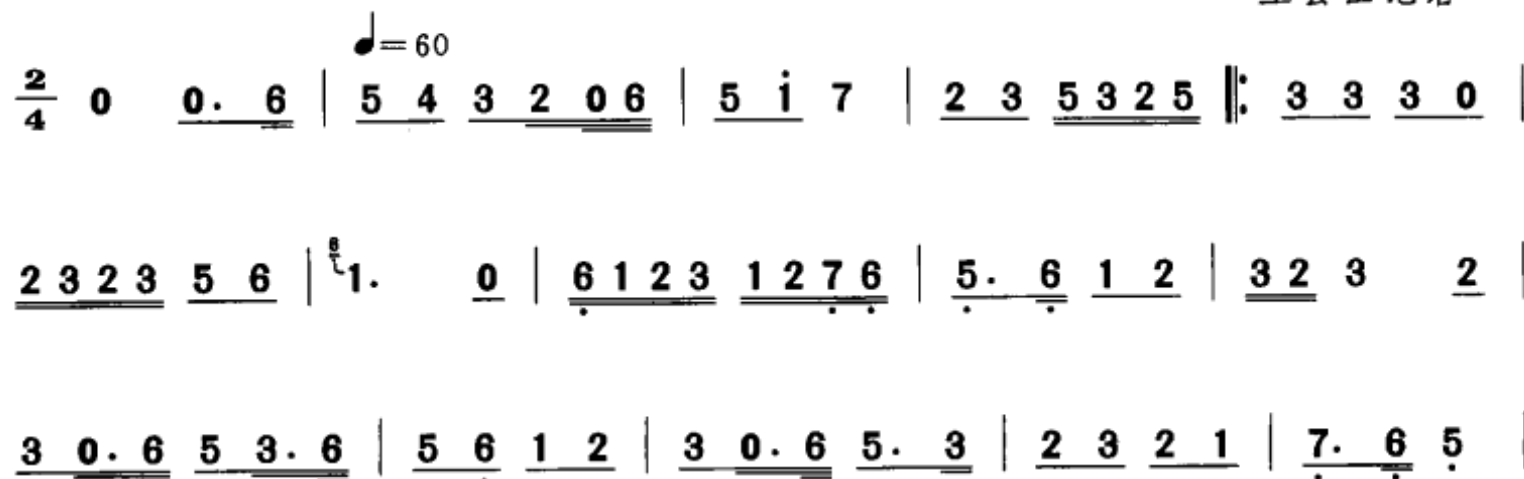 ♩= 60
2/4 0 0. 6 | 5 4 3 2 0 6 | 5 i̇ 7 | 2 3 5 3 2 5 ‖: 3 3 3 0 |
2 3 2 3 5 6 | 6 1. 0 | 6̣ 1 2 3 1 2 7̣ 6̣ | 5̣. 6̣ 1 2 | 3 2 3 2 |
3 0. 6 5 3. 6 | 5 6 1 2 | 3 0. 6 5. 3 | 2 3 2 1 | 7̣. 6̣ 5̣ |